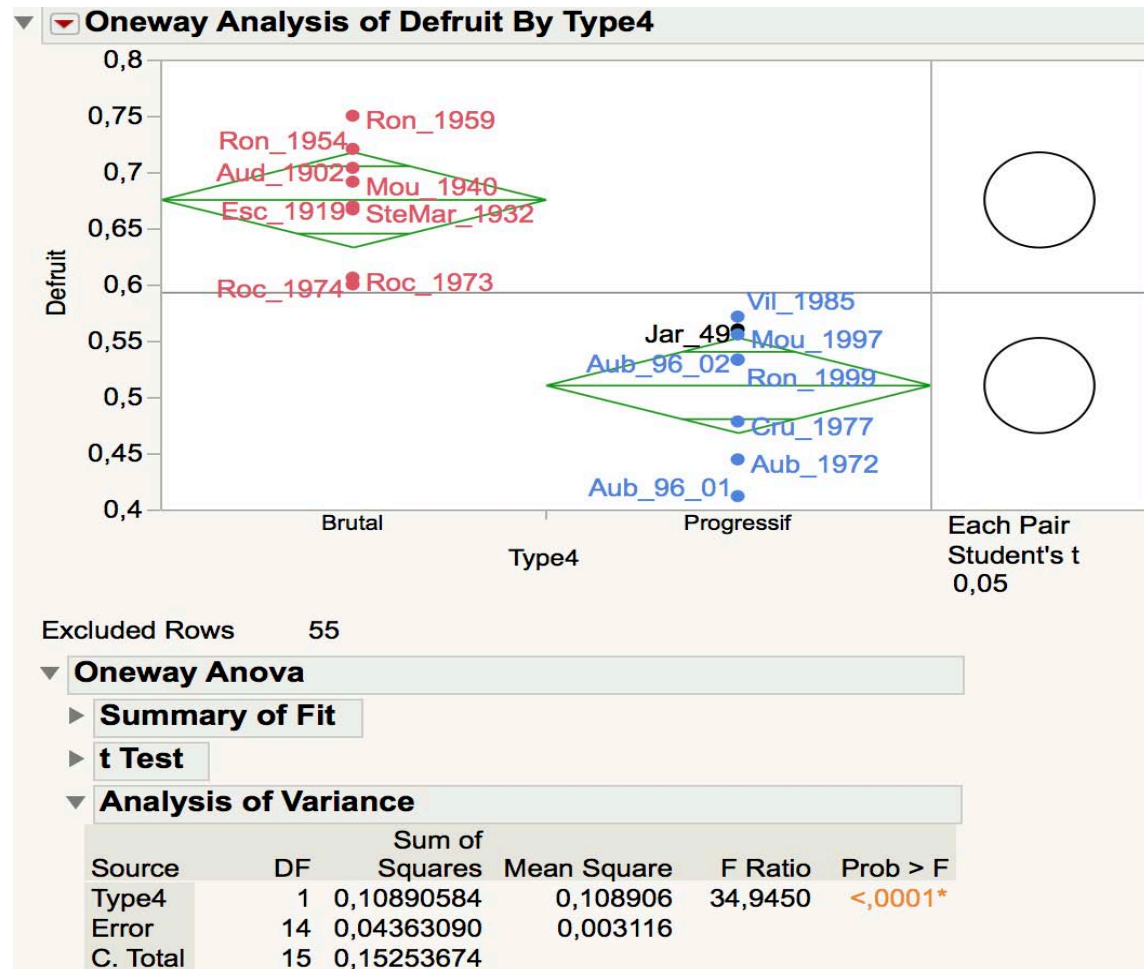 Oneway Analysis of Defruit By Type4
0,8
0,75
0,7
0,65
0,6
0,55
0,5
0,45
0,4
Defruit
Ron_1959
Ron_1954
Aud_1902
Mou_1940
Esc_1919
SteMar_1932
Roc_1974
Roc_1973
Vil_1985
Jar_49
Mou_1997
Aub_96_02
Ron_1999
Cru_1977
Aub_1972
Aub_96_01
Brutal
Progressif
Type4
Each Pair
Student's t
0,05
Excluded Rows 55
Oneway Anova
Summary of Fit
t Test
Analysis of Variance
Sum of
Source DF Squares Mean Square F Ratio Prob > F
Type4 1 0,10890584 0,108906 34,9450 <,0001*
Error 14 0,04363090 0,003116
C. Total 15 0,15253674